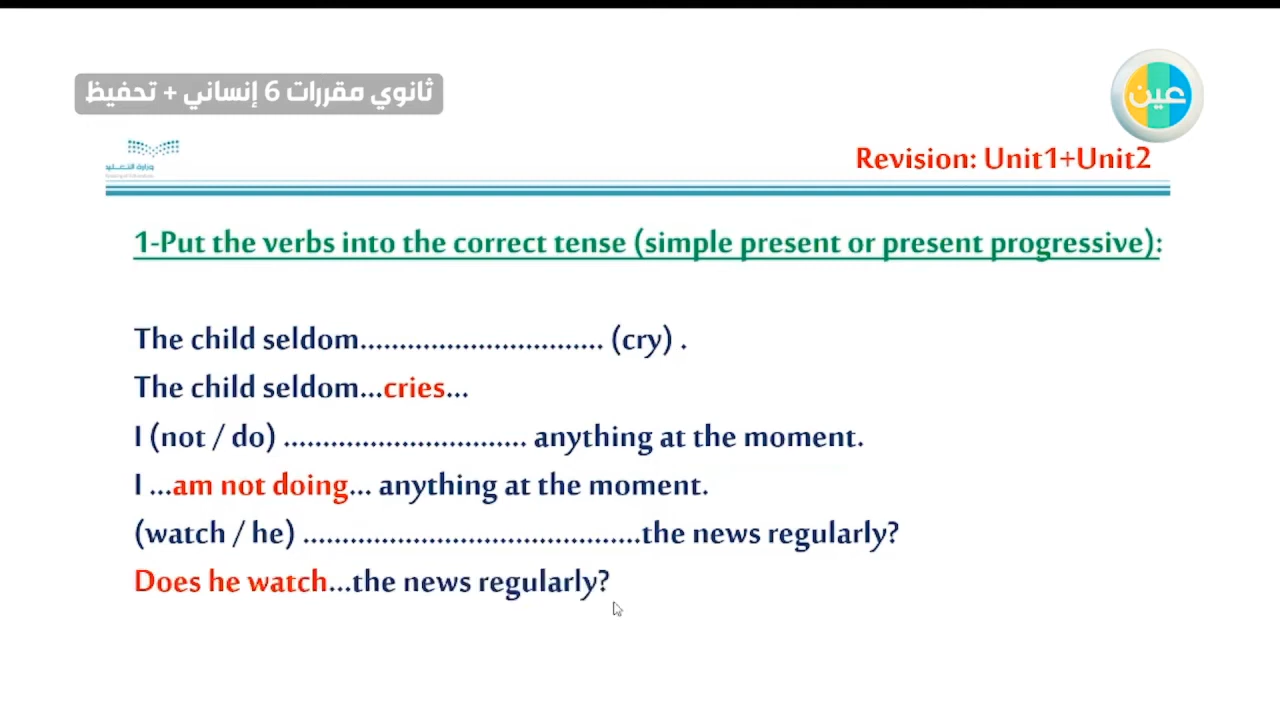 ثانوي مقررات 6 إنساني + تحفيظ
عين
وزارة التعليم
Revision: Unit1+Unit2
1-Put the verbs into the correct tense (simple present or present progressive):
The child seldom............................... (cry) .
The child seldom...cries...
I (not / do) ............................... anything at the moment.
I ...am not doing... anything at the moment.
(watch / he) ...........................................the news regularly?
Does he watch...the news regularly?